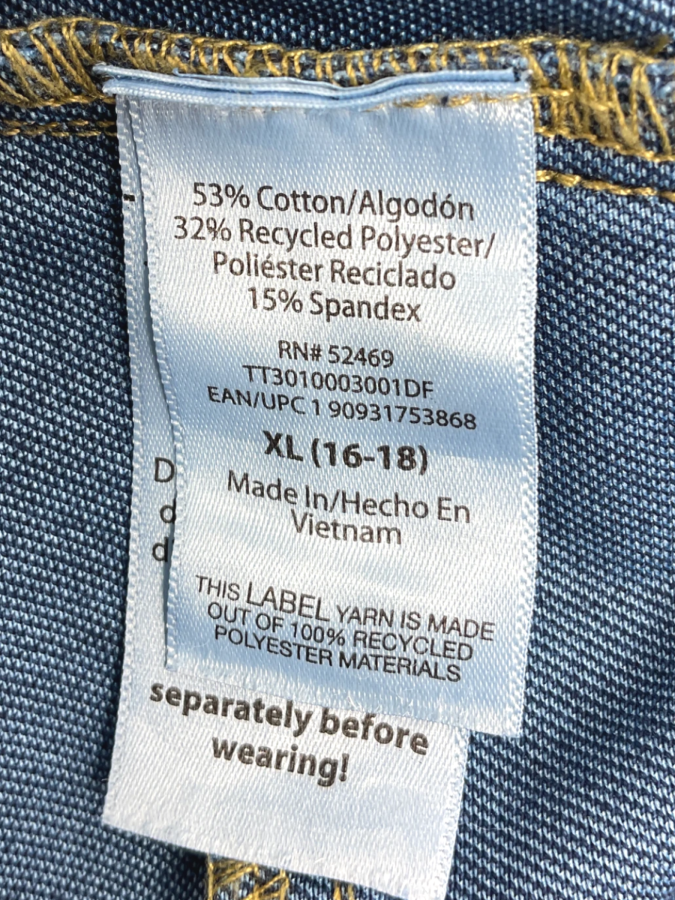 53% Cotton/Algodón
32% Recycled Polyester/
Poliéster Reciclado
15% Spandex
RN# 52469
TT3010003001DF
EAN/UPC 1 90931753868
XL (16-18)
Made In/Hecho En
Vietnam
THIS LABEL YARN IS MADE
OUT OF 100% RECYCLED
POLYESTER MATERIALS
D
d
d
separately before
wearing!